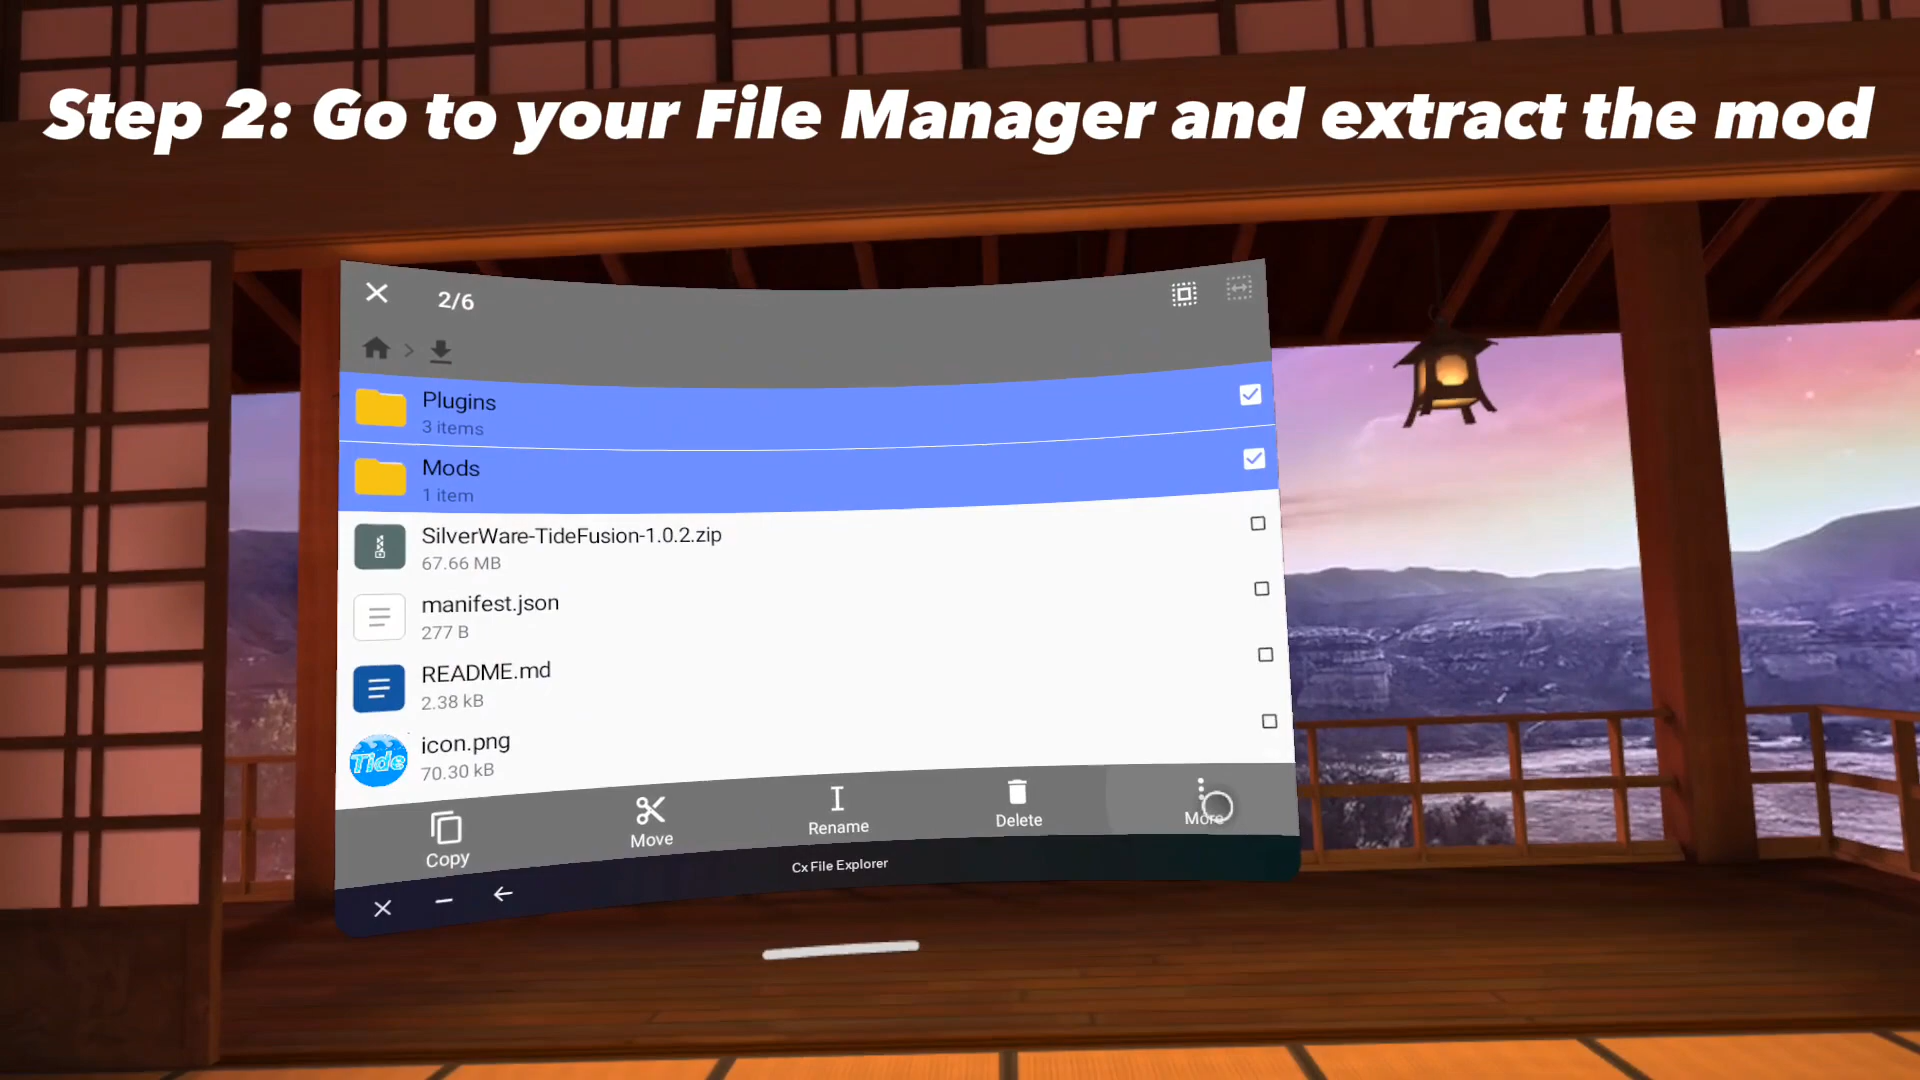 Step 2: Go to your File Manager and extract the mod
2/6
Plugins
3 items
Mods
1 item
SilverWare-TideFusion-1.0.2.zip
67.66 MB
manifest.json
277 B
README.md
2.38 kB
Tide
icon.png
70.30 kB
Copy
Move
Rename
Delete
More
Cx File Explorer